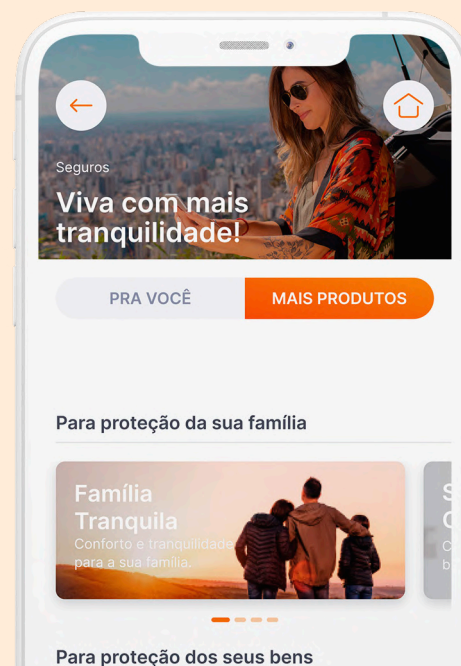 Seguros
Viva com mais
tranquilidade!
PRA VOCÊ
MAIS PRODUTOS
Para proteção da sua família
Família
Tranquila
Conforto e tranquilidade
para a sua família.
Para proteção dos seus bens